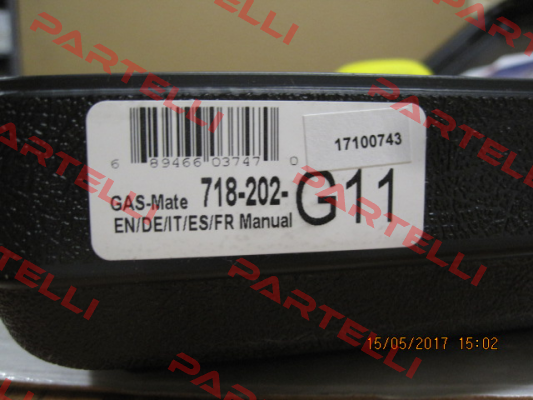 PARTELLI
PARTELLI
PARTELLI
PARTELLI
PARTELLI
PARTELLI
17100743
6 89466 03747 0
GAS-Mate 718-202-G11
EN/DE/IT/ES/FR Manual
15/05/2017 15:02